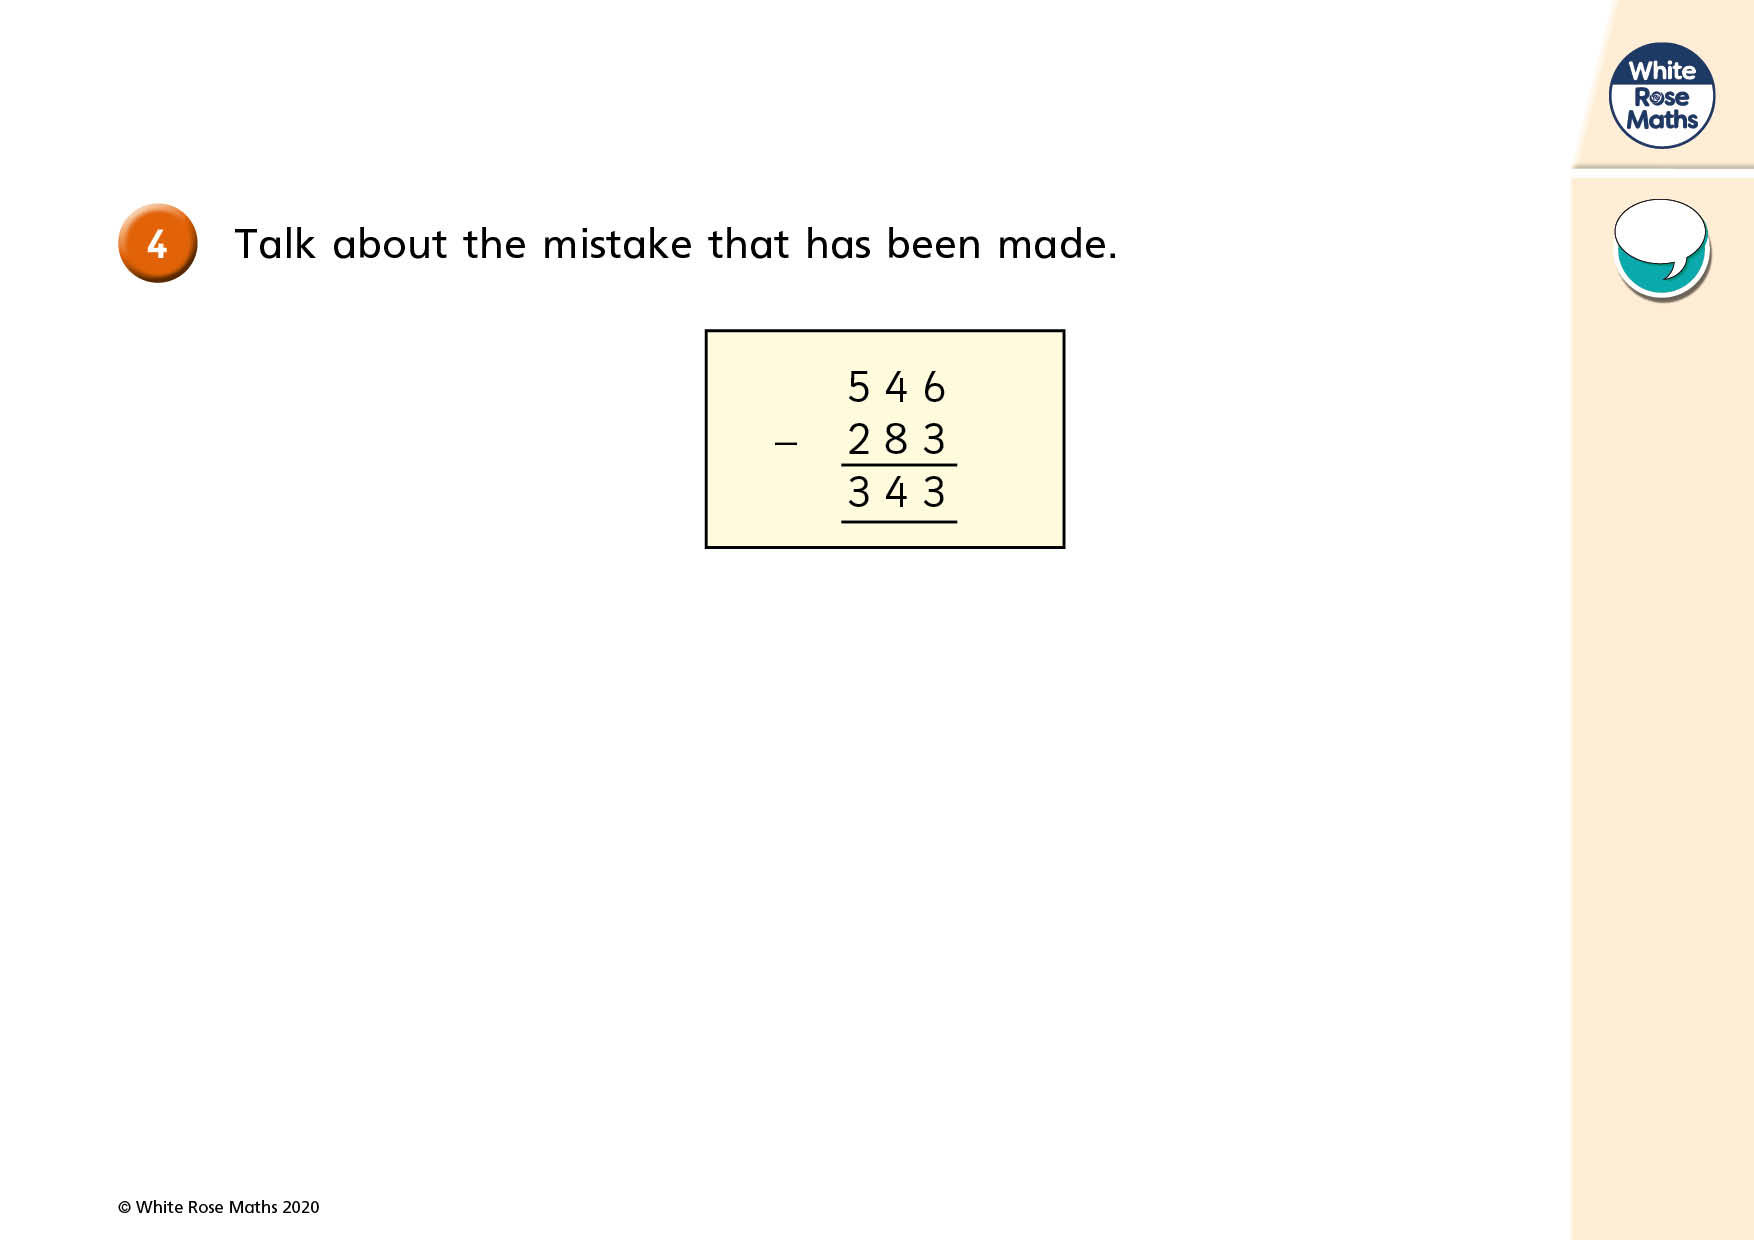 White
Rose
Maths
4 Talk about the mistake that has been made.
5 4 6
– 2 8 3
3 4 3
© White Rose Maths 2020